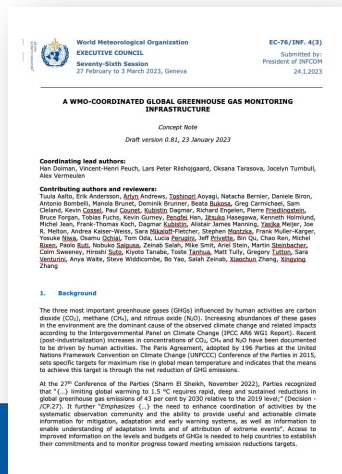 World Meteorological Organization
EXECUTIVE COUNCIL
Seventy-Sixth Session
27 February to 3 March 2023, Geneva
EC-76/INF. 4(3)
Submitted by:
President of INFCOM
24.I.2023
A WMO-COORDINATED GLOBAL GREENHOUSE GAS MONITORING
INFRASTRUCTURE
Concept Note
Draft version 0.81, 23 January 2023
Coordinating lead authors:
Han Dolman, Vincent-Henri Peuch, Lars Peter Riishojgaard, Oksana Tarasova, Jocelyn Turnbull,
Alex Vermeulen
Contributing authors and reviewers:
Tuula Aalto, Erik Andersson, Arlyn Andrews, Toshinori Aoyagi, Natacha Bernier, Daniele Biron,
Antonio Bombelli, Manola Brunet, Dominik Brunner, Beata Bukosa, Greg Carmichael, Sam
Cleland, Kevin Cossel, Paul Counet, Kubistin Dagmar, Richard Engelen, Pierre Friedlingstein,
Bruce Forgan, Tobias Fuchs, Kevin Gurney, Pengfei Han, Jitsuko Hasegawa, Kenneth Holmlund,
Michel Jean, Frank-Thomas Koch, Dagmar Kubistin, Alistair James Manning, Yasjka Meijer, Joe
R. Melton, Andrea Kaiser-Weiss, Sara Mikaloff-Fletcher, Stephen Montzka, Frank Muller-Karger,
Yosuke Niwa, Osamu Ochiai, Tom Oda, Lucia Perugini, Jeff Privette, Bin Qu, Chao Ren, Michel
Rixen, Paolo Ruti, Nobuko Saigusa, Zeinab Salah, Mike Smit, Ariel Stein, Martin Steinbacher,
Colm Sweeney, Hiroshi Suto, Kiyoto Tanabe, Toste Tanhua, Matt Tully, Gregory Tutton, Sara
Venturini, Anya Waite, Steve Widdicombe, Bo Yao, Salah Zeinab, Xiaochun Zhang, Xingying
Zhang
1. Background
The three most important greenhouse gases (GHGs) influenced by human activities are carbon
dioxide (CO2), methane (CH4), and nitrous oxide (N2O). Increasing abundances of these gases
in the environment are the dominant cause of the observed climate change and related impacts
according to the Intergovernmental Panel on Climate Change (IPCC AR6 WG1 Report). Recent
(post-industrialization) increases in concentrations of CO2, CH4 and N2O have been documented
to be driven by human activities. The Paris Agreement, adopted by 196 Parties at the United
Nations Framework Convention on Climate Change (UNFCCC) Conference of the Parties in 2015,
sets specific targets for maximum rise in global mean temperature and indicates that the means
to achieve this target is through the net reduction of GHG emissions.
At the 27th Conference of the Parties (Sharm El Sheikh, November 2022), Parties recognized
that "{…} limiting global warming to 1.5 °C requires rapid, deep and sustained reductions in
global greenhouse gas emissions of 43 per cent by 2030 relative to the 2019 level;" (Decision -
/CP.27). It further "Emphasizes {…} the need to enhance coordination of activities by the
systematic observation community and the ability to provide useful and actionable climate
information for mitigation, adaptation and early warning systems, as well as information to
enable understanding of adaptation limits and of attribution of extreme events". Access to
improved information on the levels and budgets of GHGs is needed to help countries to establish
their commitments and to monitor progress toward meeting emission reductions targets.